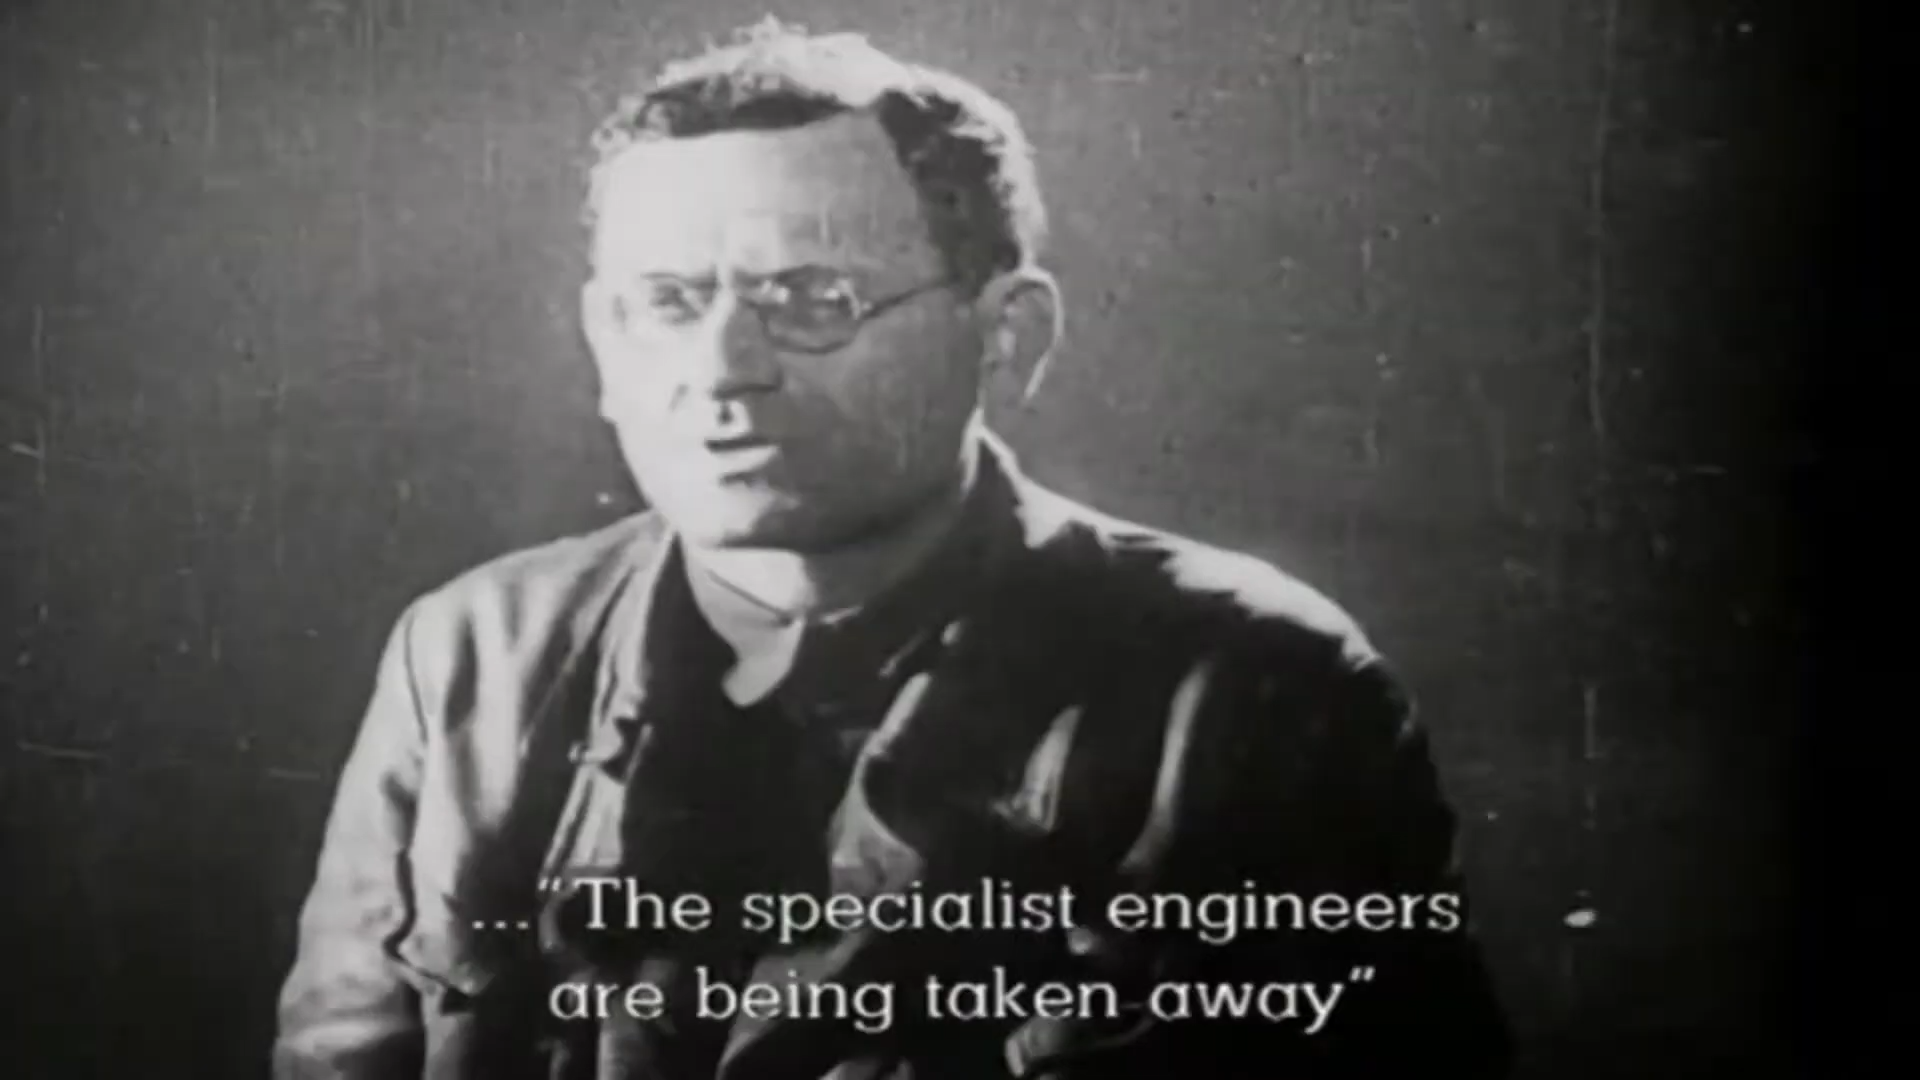 ..."The specialist engineers
are being taken away"